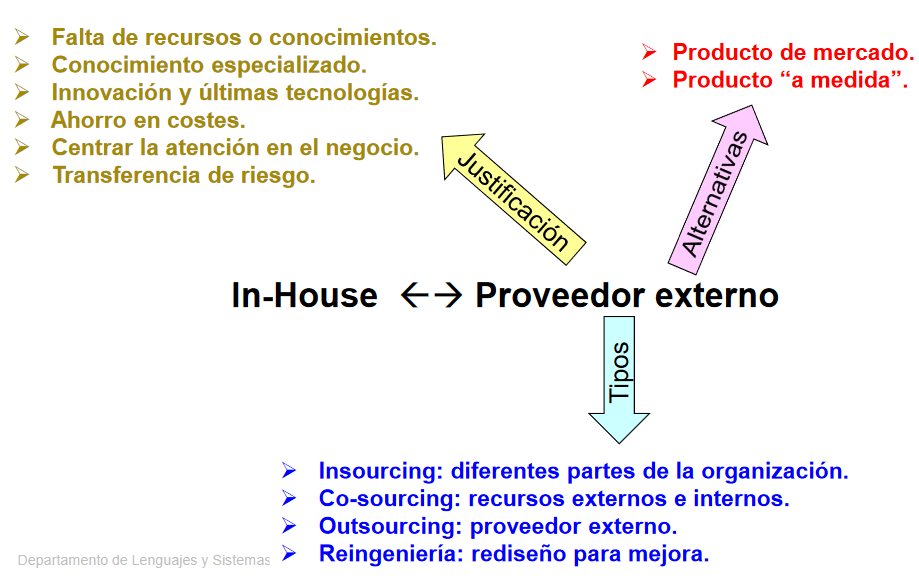 ➢ Falta de recursos o conocimientos.
➢ Conocimiento especializado.
➢ Innovación y últimas tecnologías.
➢ Ahorro en costes.
➢ Centrar la atención en el negocio.
➢ Transferencia de riesgo.
➢ Producto de mercado.
➢ Producto “a medida”.
Justificación
Alternativas
In-House ←→ Proveedor externo
Tipos
➢ Insourcing: diferentes partes de la organización.
➢ Co-sourcing: recursos externos e internos.
➢ Outsourcing: proveedor externo.
➢ Reingeniería: rediseño para mejora.
Departamento de Lenguajes y Sistemas